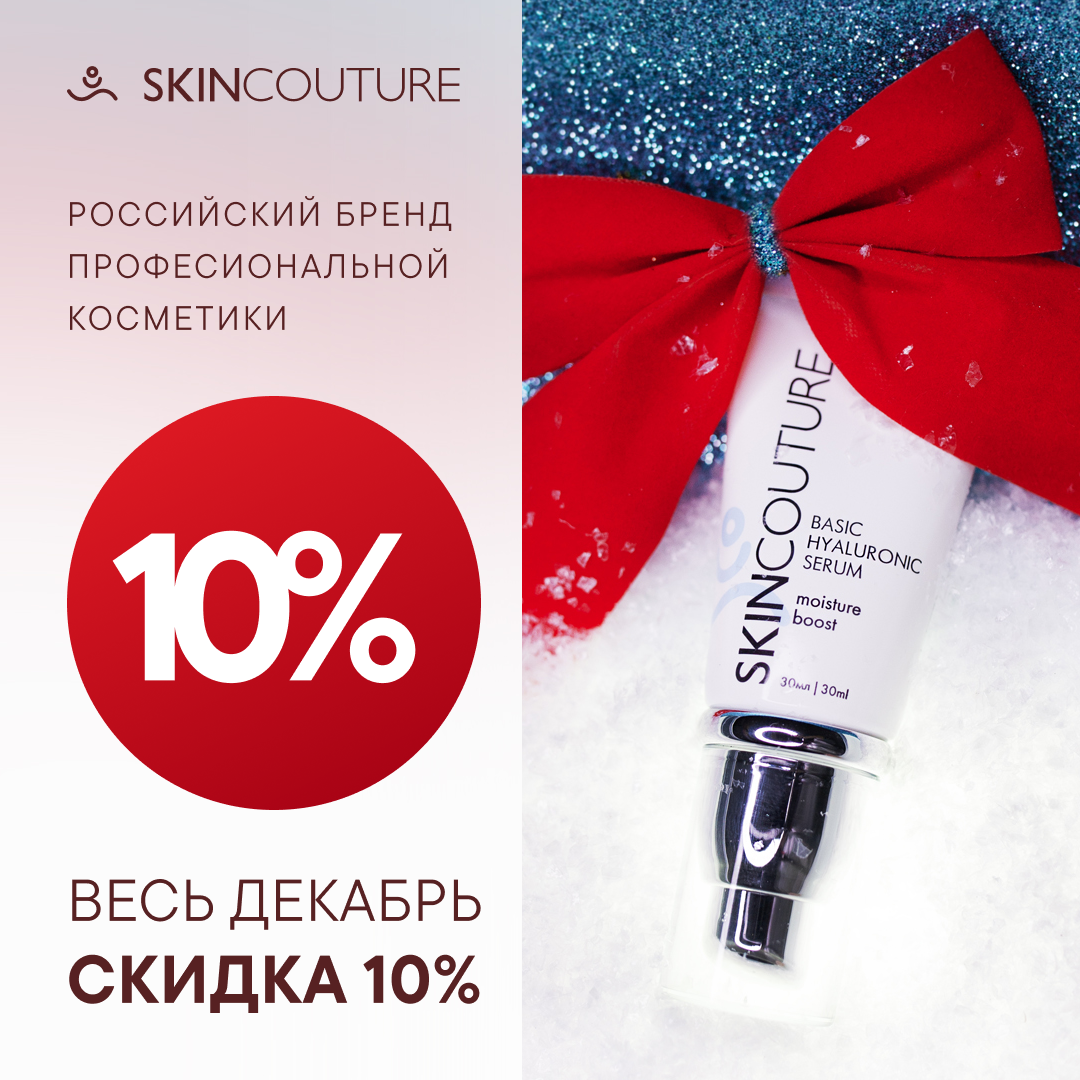 SKINCOUTURE
РОССИЙСКИЙ БРЕНД
ПРОФЕСИОНАЛЬНОЙ
КОСМЕТИКИ
10%
ВЕСЬ ДЕКАБРЬ
СКИДКА 10%
SKINCOUTURE
BASIC
HYALURONIC
SERUM
moisture
boost
30мл | 30ml